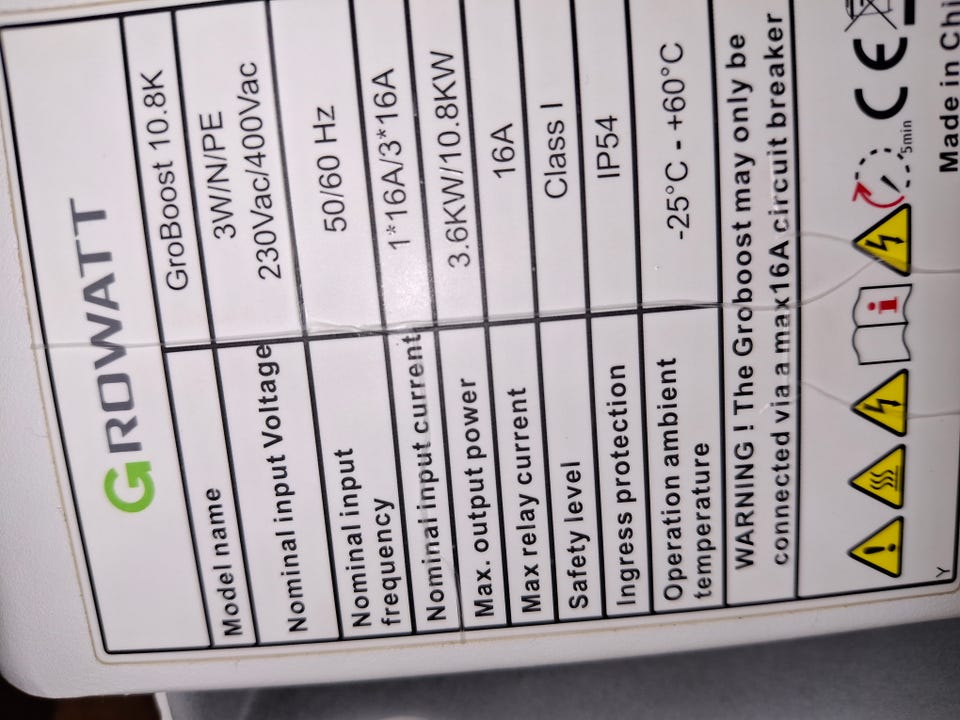 GROWATT
Model name GroBoost 10.8K
Nominal input Voltage 3W/N/PE
230Vac/400Vac
Nominal input
frequency 50/60 Hz
Nominal input current 1*16A/3*16A
Max. output power 3.6KW/10.8KW
Max relay current 16A
Safety level Class I
Ingress protection IP54
Operation ambient
temperature -25°C - +60°C
WARNING ! The Groboost may only be
connected via a max16A circuit breaker
5min
CE
Y
Made in